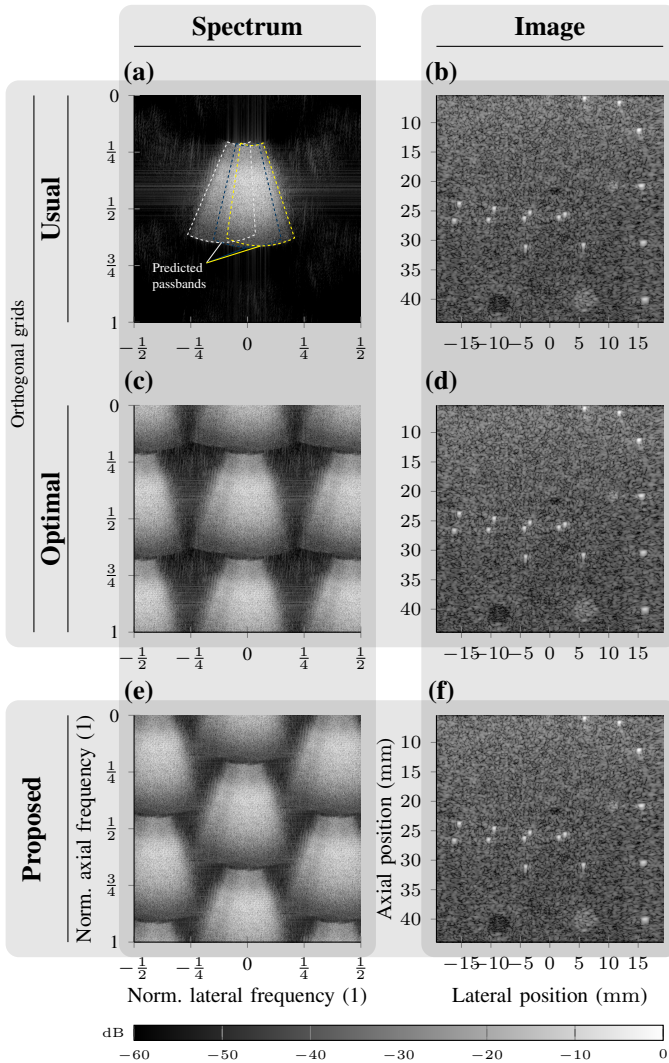 Spectrum
Image
(a)
(b)
Usual
Orthogonal grids
0
1/4
1/2
3/4
1
Predicted
passbands
−1/2 −1/4 0 1/4 1/2
5
10
15
20
25
30
35
40
−15 −10 −5 0 5 10 15
(c)
(d)
Optimal
0
1/4
1/2
3/4
1
−1/2 −1/4 0 1/4 1/2
5
10
15
20
25
30
35
40
−15 −10 −5 0 5 10 15
(e)
(f)
Proposed
Norm. axial frequency (1)
0
1/4
1/2
3/4
1
−1/2 −1/4 0 1/4 1/2
Norm. lateral frequency (1)
Axial position (mm)
5
10
15
20
25
30
35
40
−15 −10 −5 0 5 10 15
Lateral position (mm)
dB
−60 −50 −40 −30 −20 −10 0